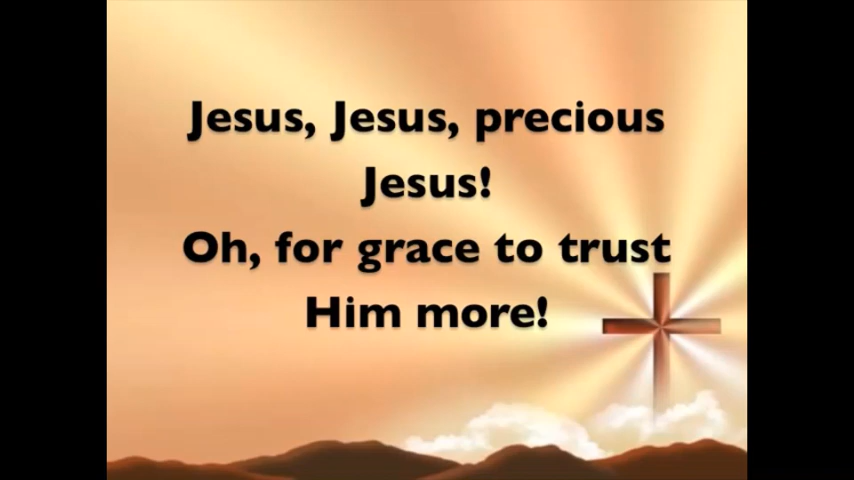 Jesus, Jesus, precious
Jesus!
Oh, for grace to trust
Him more!